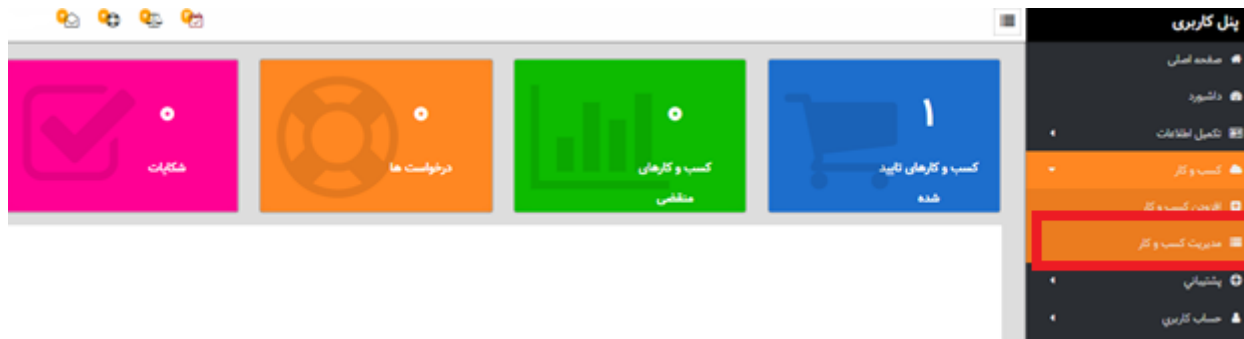 پنل کاربری
صفحه اصلی
داشبورد
تکمیل اطلاعات
کسب و کار
افزودن کسب و کار
مدیریت کسب و کار
پشتیبانی
حساب کاربری
۱
کسب و کارهای تایید
شده
۰
کسب و کارهای
منقضی
۰
درخواست ها
۰
شکایات